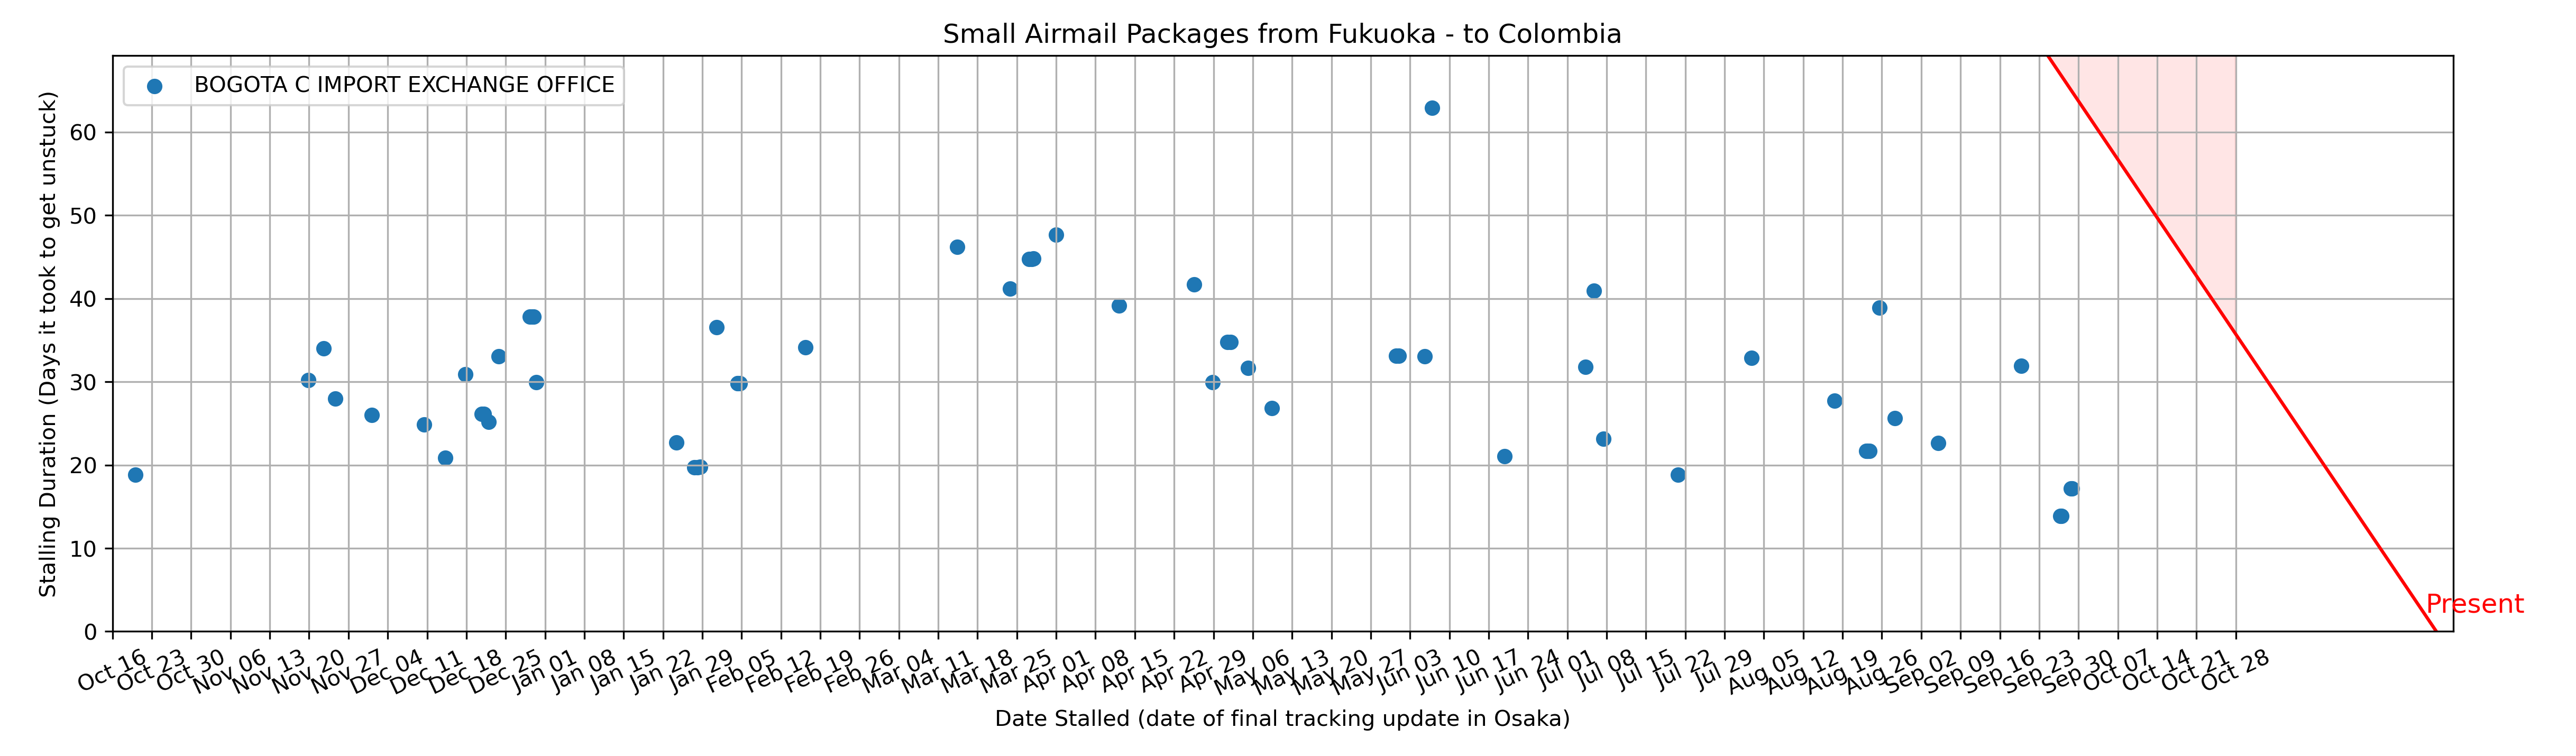 Small Airmail Packages from Fukuoka - to Colombia
BOGOTA C IMPORT EXCHANGE OFFICE
Stalling Duration (Days it took to get unstuck)
60
50
40
30
20
10
0
Present
Oct 16
Oct 23
Oct 30
Nov 06
Nov 13
Nov 20
Nov 27
Dec 04
Dec 11
Dec 18
Dec 25
Jan 01
Jan 08
Jan 15
Jan 22
Jan 29
Feb 05
Feb 12
Feb 19
Feb 26
Mar 04
Mar 11
Mar 18
Mar 25
Apr 01
Apr 08
Apr 15
Apr 22
Apr 29
May 06
May 13
May 20
May 27
Jun 03
Jun 10
Jun 17
Jun 24
Jul 01
Jul 08
Jul 15
Jul 22
Jul 29
Aug 05
Aug 12
Aug 19
Aug 26
Sep 02
Sep 09
Sep 16
Sep 23
Sep 30
Oct 07
Oct 14
Oct 21
Oct 28
Date Stalled (date of final tracking update in Osaka)